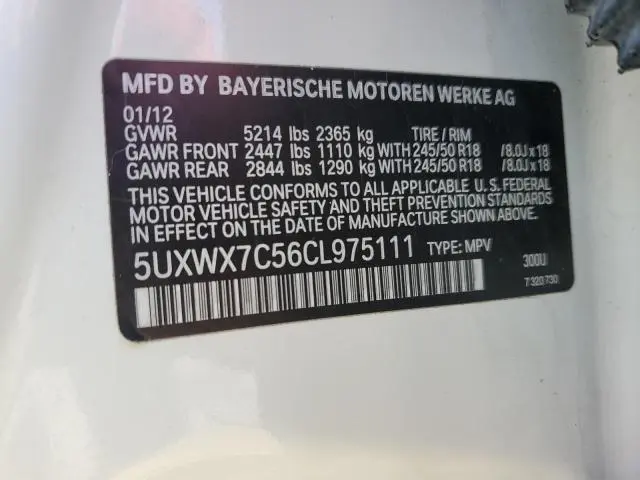 MFD BY BAYERISCHE MOTOREN WERKE AG
01/12
GVWR 5214 lbs 2365 kg TIRE / RIM
GAWR FRONT 2447 lbs 1110 kg WITH 245/50 R18 /8.0J x 18
GAWR REAR 2844 lbs 1290 kg WITH 245/50 R18 /8.0J x 18
THIS VEHICLE CONFORMS TO ALL APPLICABLE U.S. FEDERAL
MOTOR VEHICLE SAFETY AND THEFT PREVENTION STANDARDS
IN EFFECT ON THE DATE OF MANUFACTURE SHOWN ABOVE.
5UXWX7C56CL975111 TYPE: MPV 300U
7 320 730